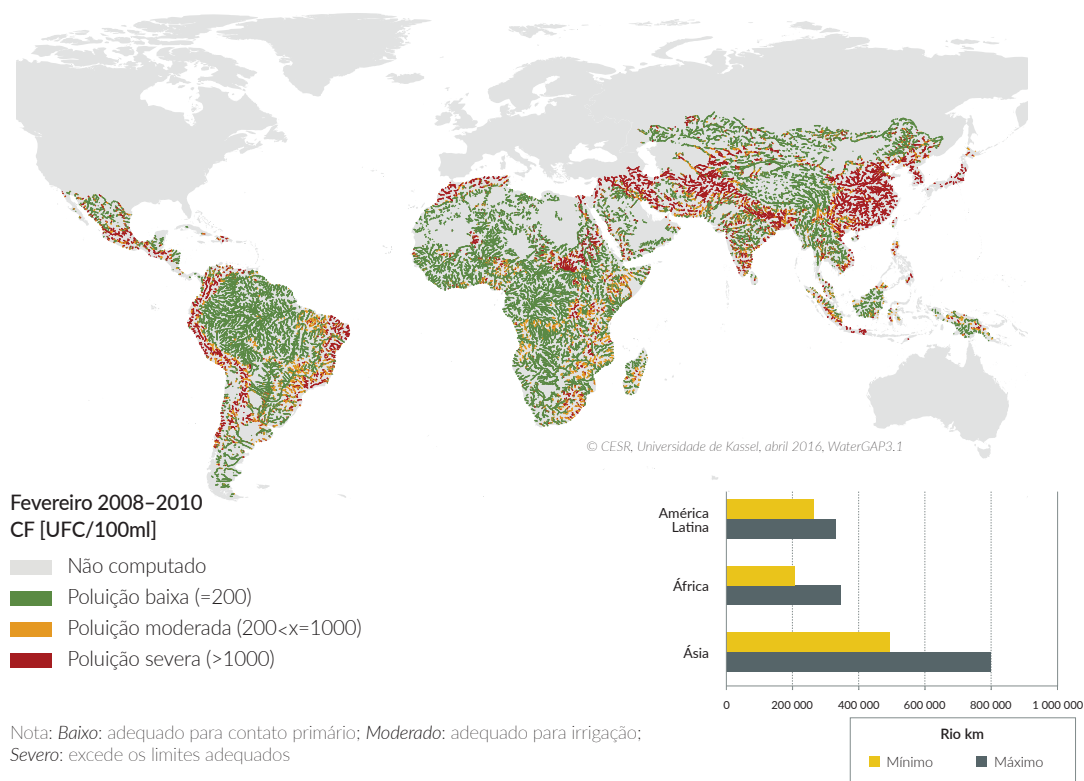 © CESR, Universidade de Kassel, abril 2016, WaterGAP3.1
Fevereiro 2008–2010
CF [UFC/100ml]
Não computado
Poluição baixa (=200)
Poluição moderada (200<x=1000)
Poluição severa (>1000)
Nota: Baixo: adequado para contato primário; Moderado: adequado para irrigação;
Severo: excede os limites adequados
América
Latina
África
Ásia
0 200 000 400 000 600 000 800 000 1 000 000
Rio km
Mínimo Máximo